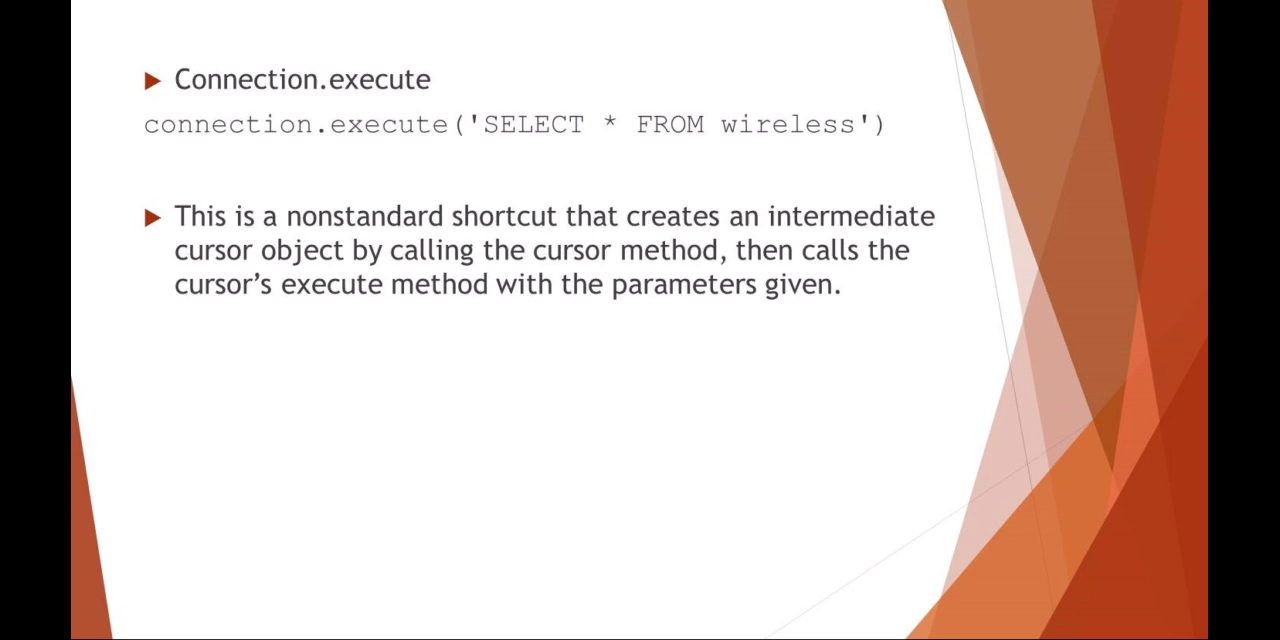 Connection.execute
connection.execute('SELECT * FROM wireless')
This is a nonstandard shortcut that creates an intermediate
cursor object by calling the cursor method, then calls the
cursor’s execute method with the parameters given.